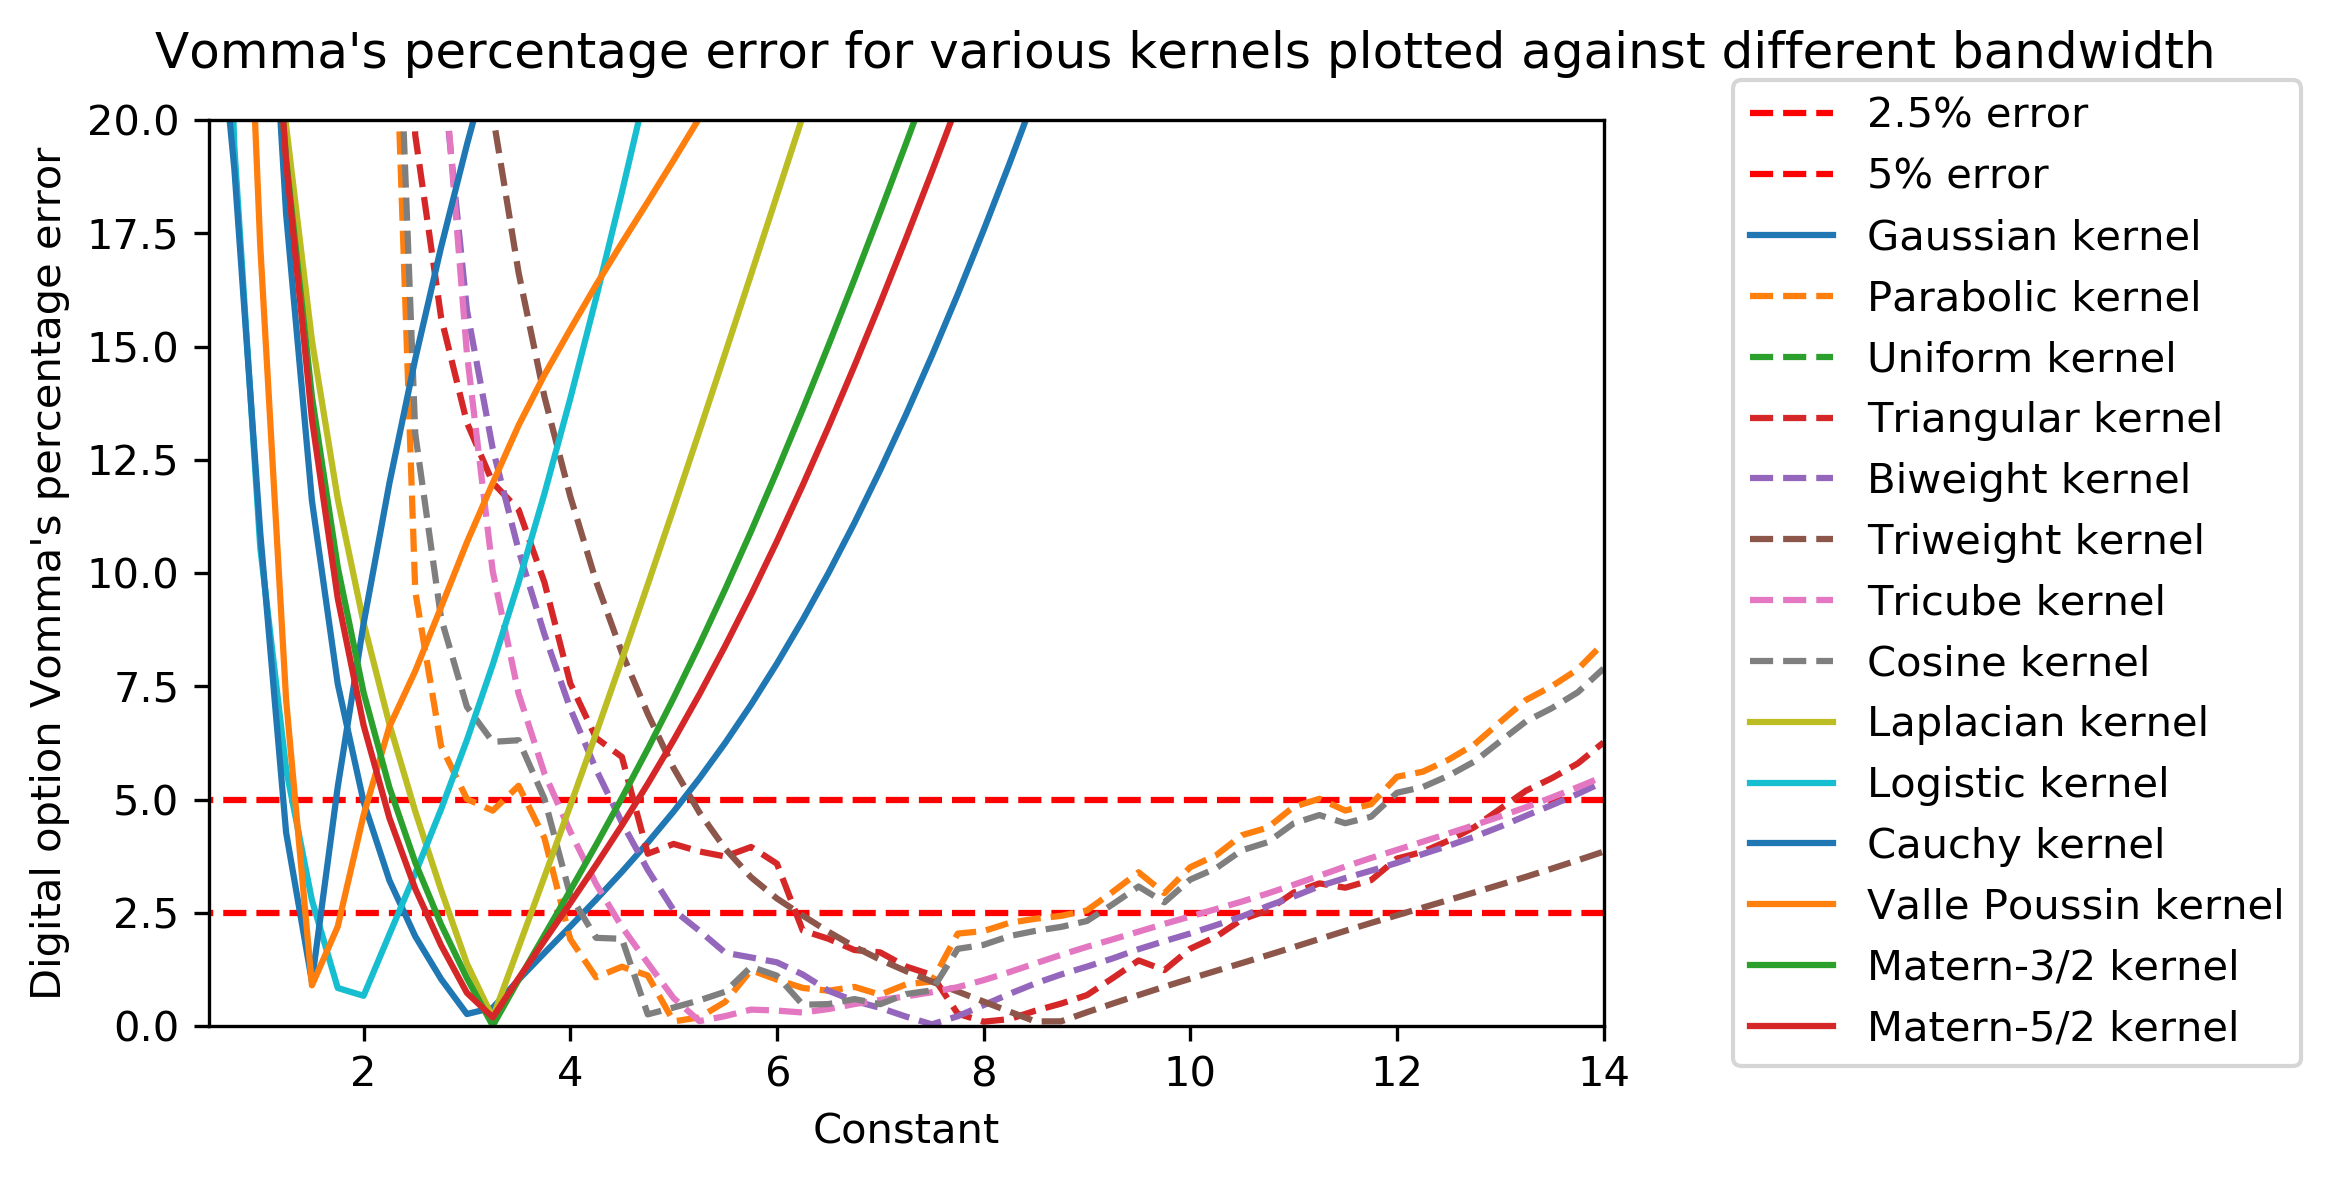 Vomma's percentage error for various kernels plotted against different bandwidth
Digital option Vomma's percentage error
20.0
17.5
15.0
12.5
10.0
7.5
5.0
2.5
0.0
2 4 6 8 10 12 14
Constant
2.5% error
5% error
Gaussian kernel
Parabolic kernel
Uniform kernel
Triangular kernel
Biweight kernel
Triweight kernel
Tricube kernel
Cosine kernel
Laplacian kernel
Logistic kernel
Cauchy kernel
Valle Poussin kernel
Matern-3/2 kernel
Matern-5/2 kernel